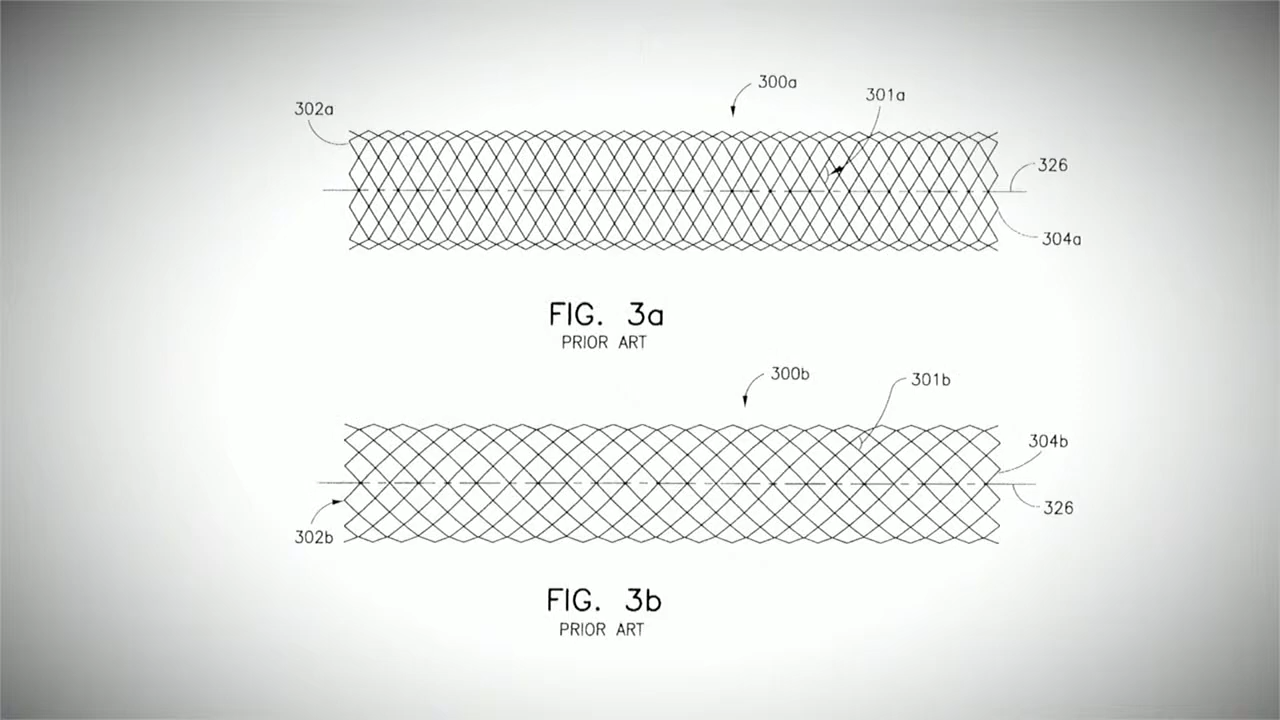 300a
301a
302a
326
304a
FIG. 3a
PRIOR ART
300b
301b
304b
326
302b
FIG. 3b
PRIOR ART